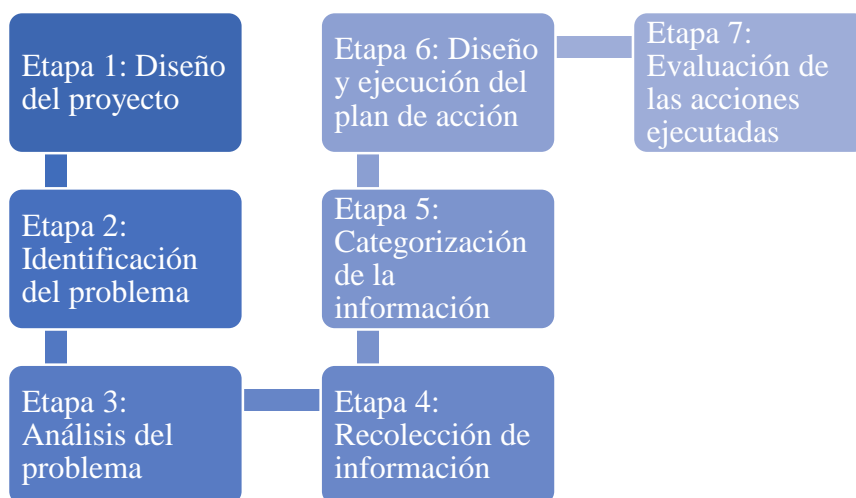 Etapa 1: Diseño
del proyecto
Etapa 2:
Identificación
del problema
Etapa 3:
Análisis del
problema
Etapa 4:
Recolección de
información
Etapa 5:
Categorización
de la
información
Etapa 6: Diseño
y ejecución del
plan de acción
Etapa 7:
Evaluación de
las acciones
ejecutadas